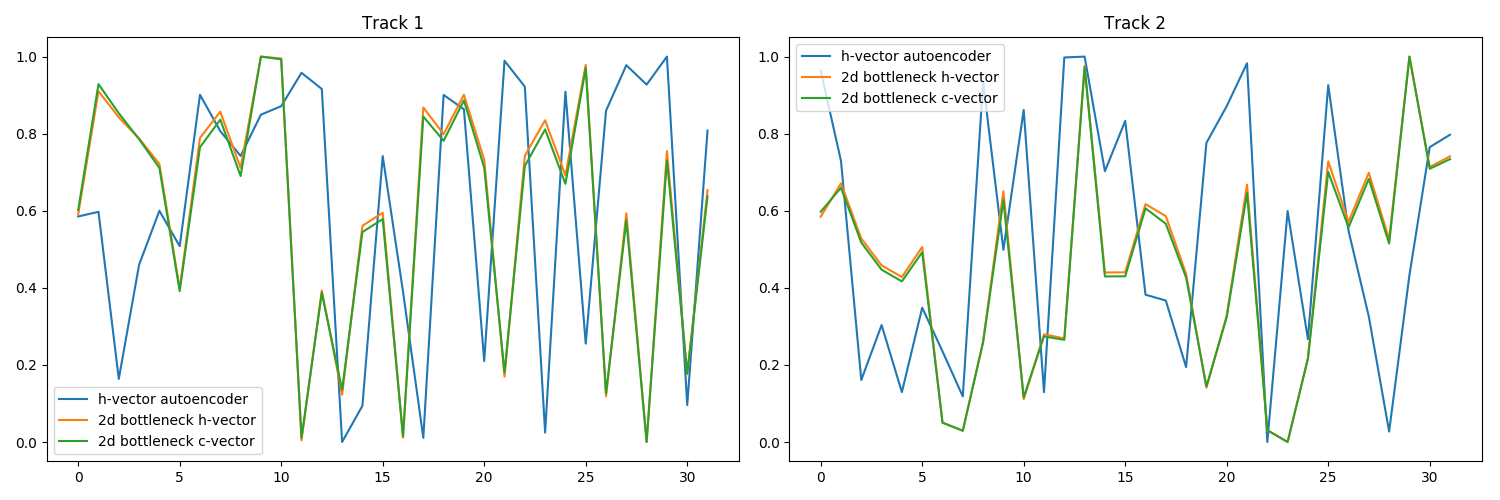 Track 1
1.0
0.8
0.6
0.4
0.2
0.0
h-vector autoencoder
2d bottleneck h-vector
2d bottleneck c-vector
0 5 10 15 20 25 30
Track 2
1.0
0.8
0.6
0.4
0.2
0.0
h-vector autoencoder
2d bottleneck h-vector
2d bottleneck c-vector
0 5 10 15 20 25 30